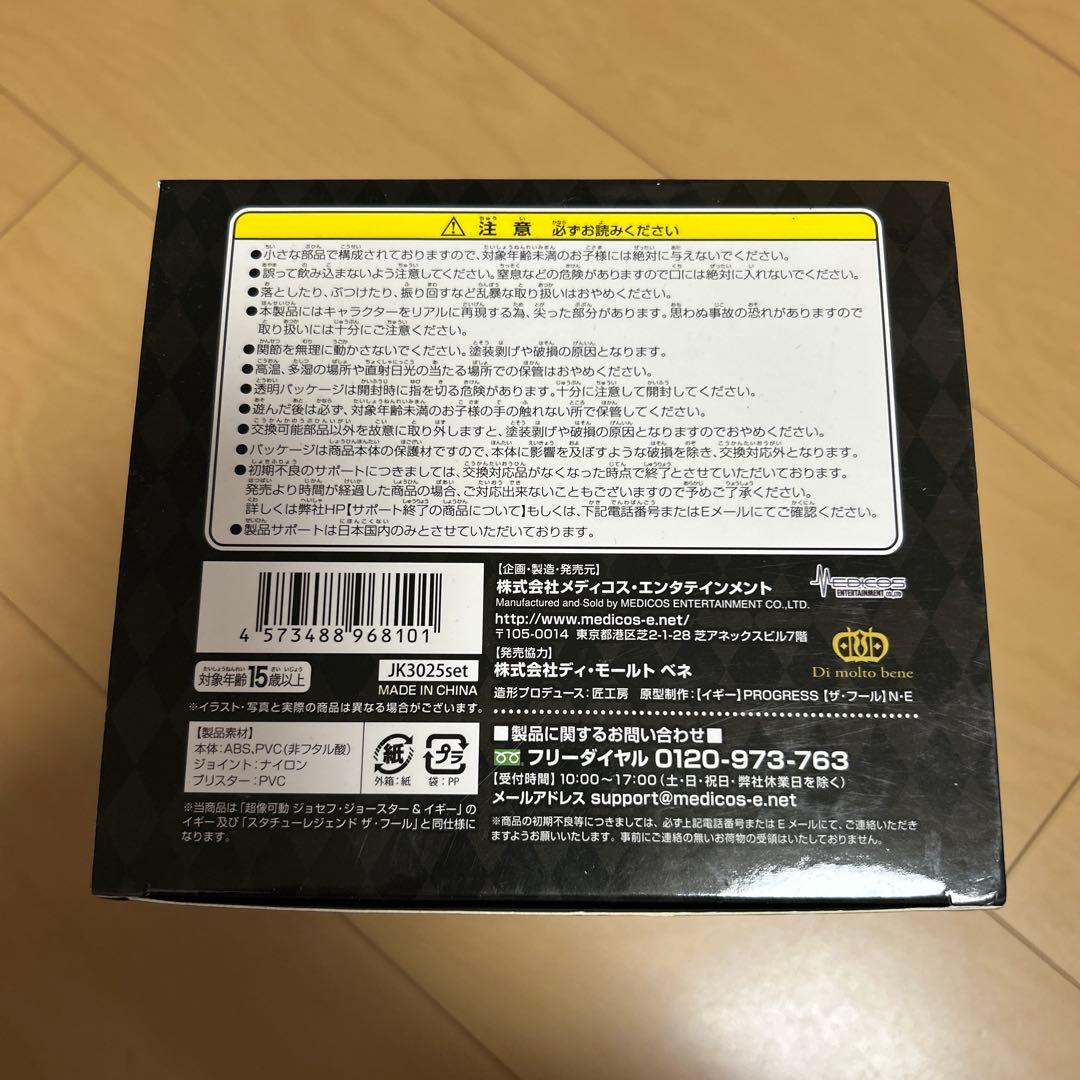 注意 必ずお読みください
●小さな部品で構成されておりますので、対象年齢未満のお子様には絶対に与えないでください。
●誤って飲み込まないよう注意してください。窒息などの危険がありますので口には絶対に入れないでください。
●落としたり、ぶつけたり、振り回すなど乱暴な取り扱いはおやめください。
●本製品にはキャラクターをリアルに再現する為、尖った部分があります。思わぬ事故の恐れがありますので
取り扱いには十分にご注意ください。
●関節を無理に動かさないでください。塗装剥げや破損の原因となります。
●高温、多湿の場所や直射日光の当たる場所での保管はおやめください。
●透明パッケージは開封時に指を切る危険があります。十分に注意して開封してください。
●遊んだ後は必ず、対象年齢未満のお子様の手の触れない所で保管してください。
●交換可能部品以外を故意に取り外しますと、塗装剥げや破損の原因となりますのでおやめください。
●パッケージは商品本体の保護材ですので、本体に影響を及ぼすような破損を除き、交換対応外となります。
●初期不良のサポートにつきましては、交換対応品がなくなった時点で終了とさせていただいております。
発売より時間が経過した商品の場合、ご対応出来ないこともございますので予めご了承ください。
詳しくは弊社HP【サポート終了の商品について】もしくは、下記電話番号またはEメールにてご確認ください。
●製品サポートは日本国内のみとさせていただいております。
4 573488 968101
対象年齢15歳以上
JK3025set
MADE IN CHINA
※イラスト・写真と実際の商品は異なる場合がございます。
【製品素材】
本体:ABS,PVC(非フタル酸)
ジョイント:ナイロン
ブリスター:PVC
紙
外箱:紙
プラ
袋:PP
※当商品は「超像可動 ジョセフ・ジョースター & イギー」の
イギー及び「スタチューレジェンド ザ・フール」と同仕様に
なります。
【企画・製造・発売元】
株式会社メディコス・エンタテインメント
Manufactured and Sold by MEDICOS ENTERTAINMENT CO.,LTD.
http://www.medicos-e.net/
〒105-0014 東京都港区芝2-1-28 芝アネックスビル7階
MEDICOS
ENTERTAINMENT CO.,LTD
【発売協力】
株式会社ディ・モールト ベネ
Di molto bene
造形プロデュース:匠工房 原型制作:【イギー】PROGRESS【ザ・フール】N・E
■製品に関するお問い合わせ■
フリーダイヤル 0120-973-763
【受付時間】10:00〜17:00(土・日・祝日・弊社休業日を除く)
メールアドレス support@medicos-e.net
※商品の初期不良等につきましては、必ず上記電話番号またはEメールにて、ご連絡いただき
ますようお願いいたします。事前にご連絡の無いお荷物の受領はいたしておりません。